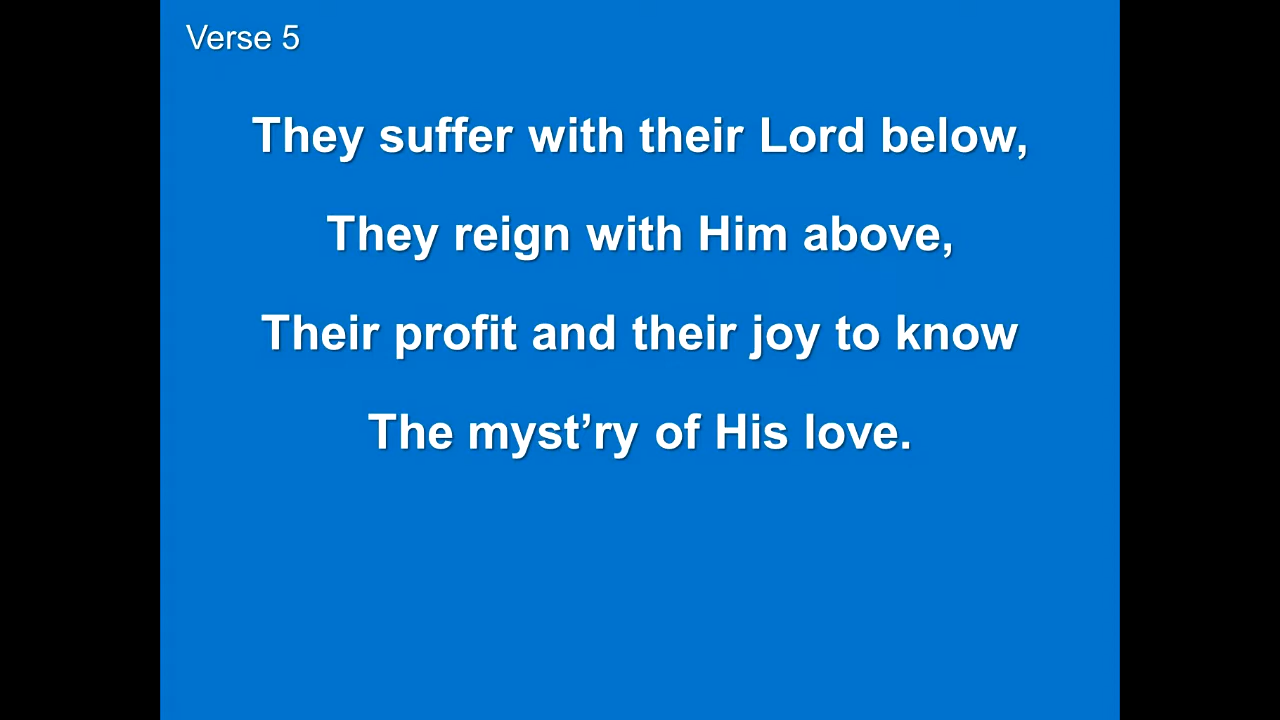 Verse 5
They suffer with their Lord below,
They reign with Him above,
Their profit and their joy to know
The myst’ry of His love.